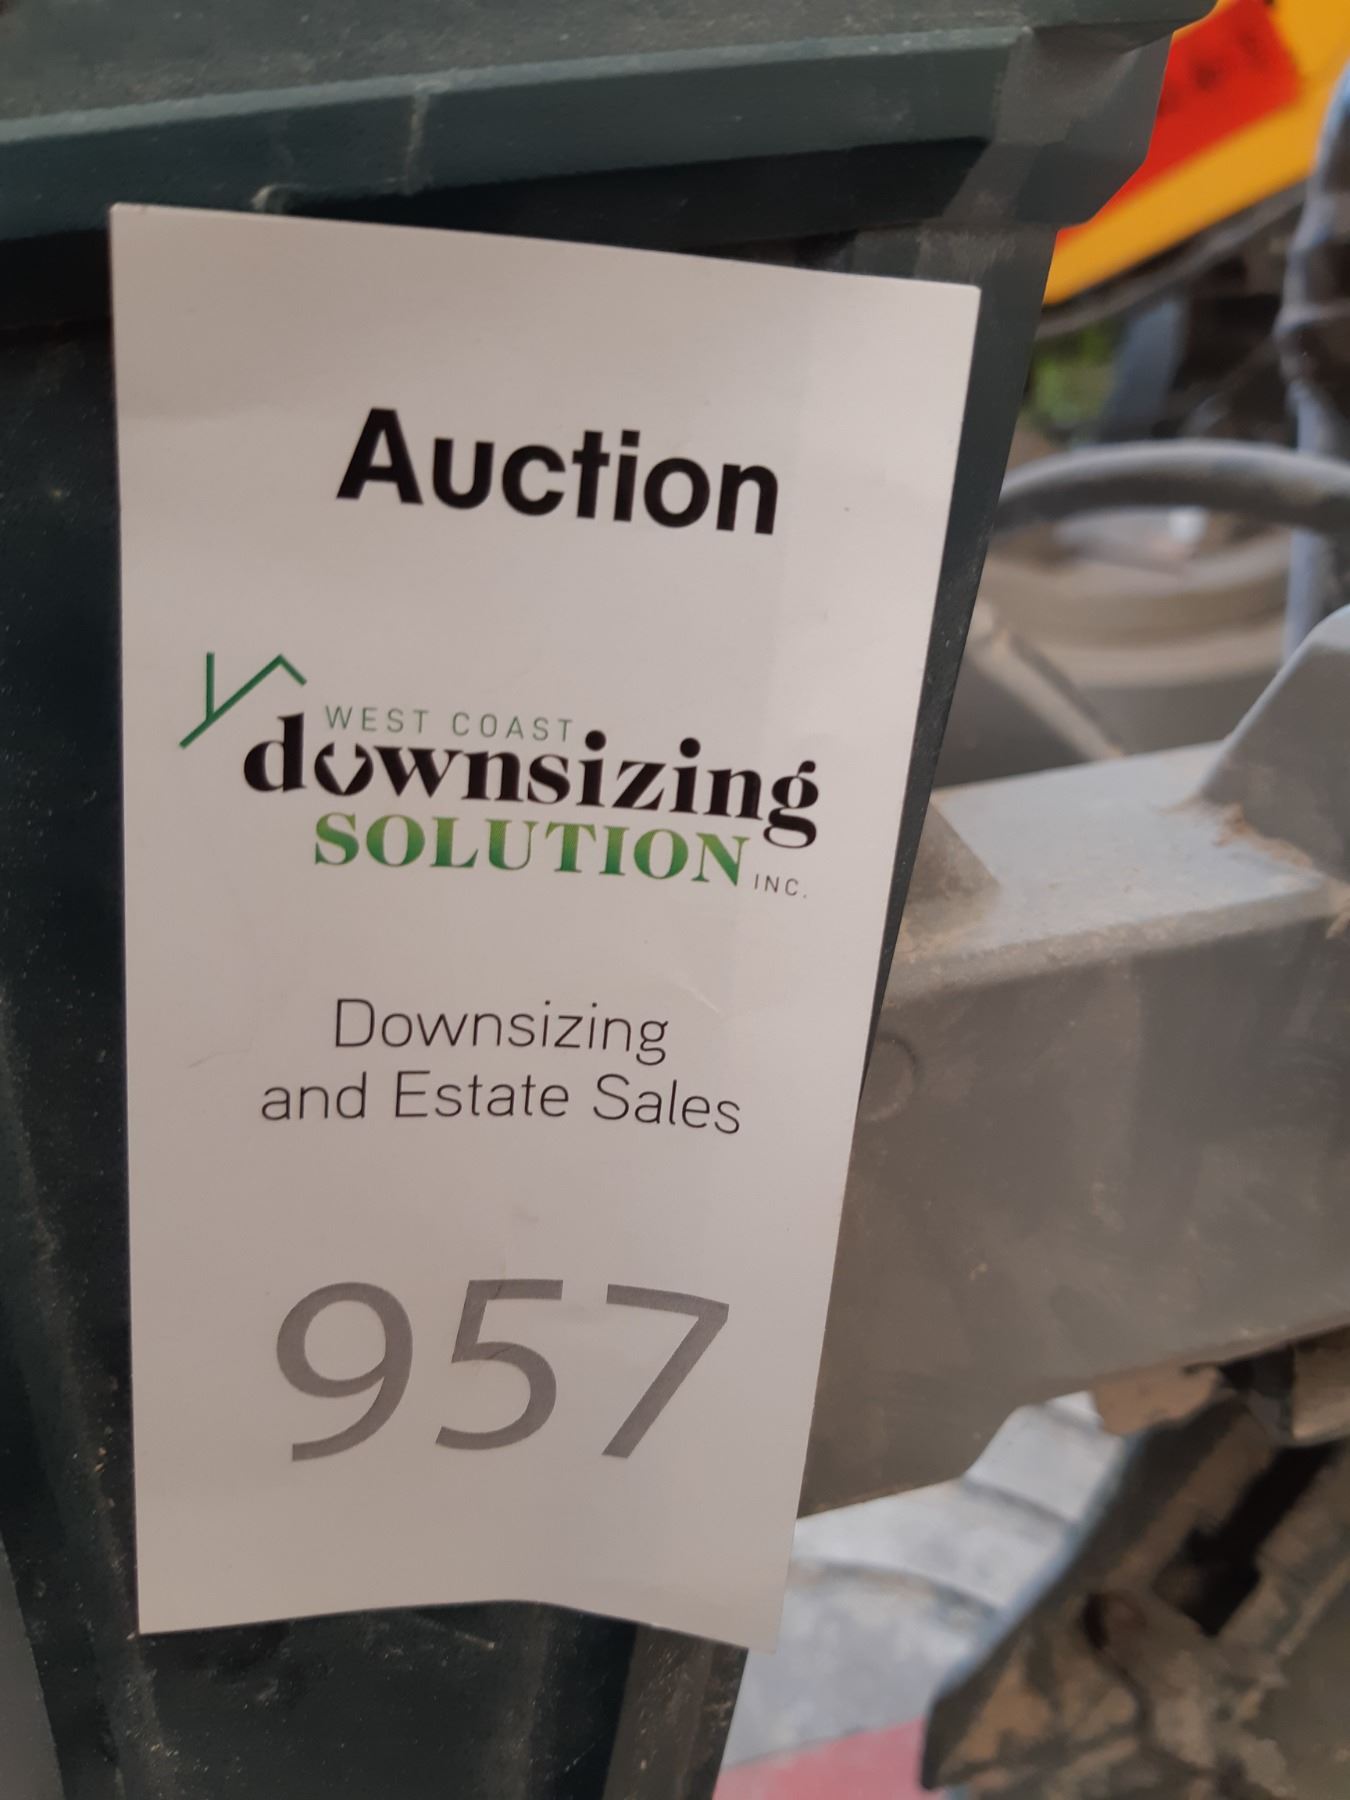 Auction
WEST COAST
downsizing
SOLUTION INC.
Downsizing
and Estate Sales
957